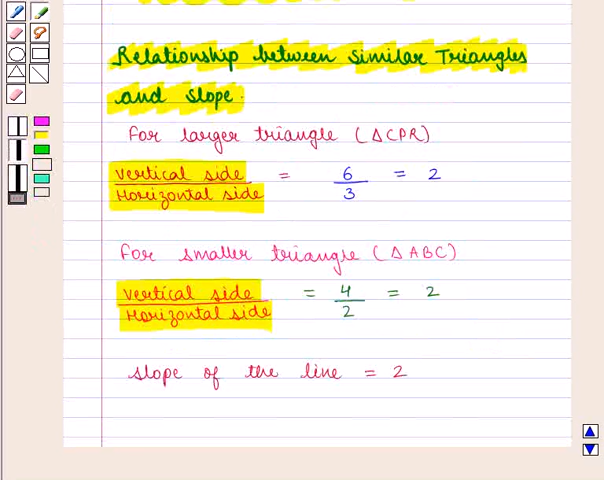 Relationship between Similar Triangles
and Slope.
For larger triangle (ΔCPR)
Vertical side / Horizontal side = 6/3 = 2
For smaller triangle (ΔABC)
Vertical side / Horizontal side = 4/2 = 2
Slope of the line = 2